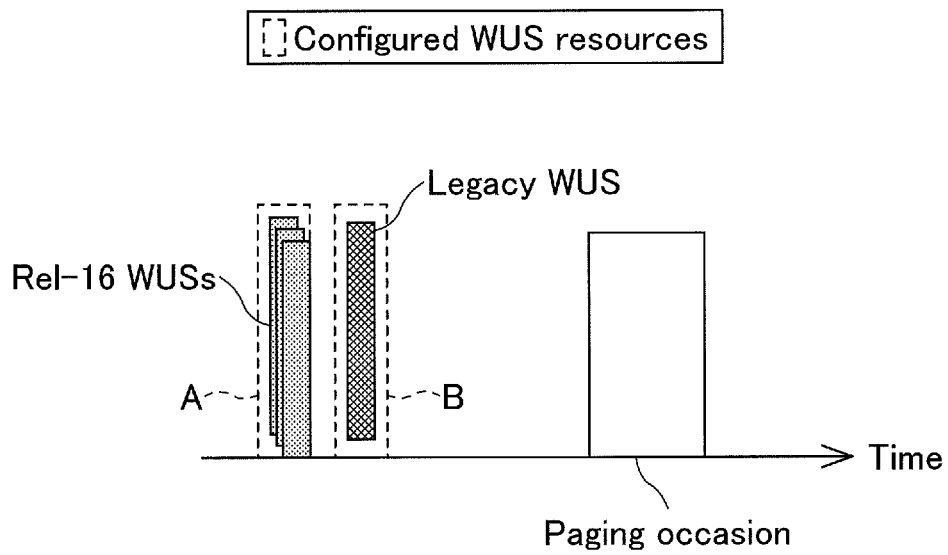 Configured WUS resources
Legacy WUS
Rel-16 WUSs
A
B
Time
Paging occasion